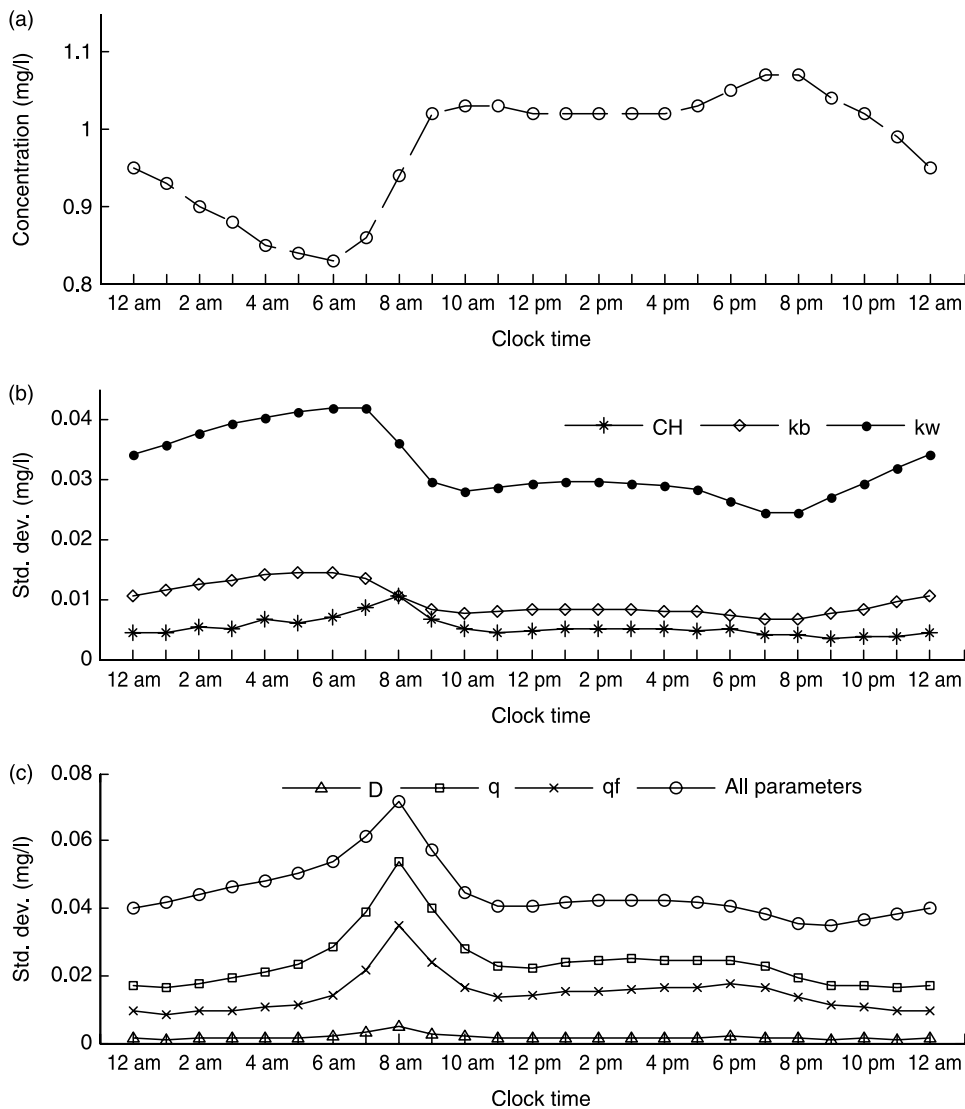 (a)
Concentration (mg/l)
1.1
1
0.9
0.8
12 am 2 am 4 am 6 am 8 am 10 am 12 pm 2 pm 4 pm 6 pm 8 pm 10 pm 12 am
Clock time
(b)
Std. dev. (mg/l)
0.04
0.03
0.02
0.01
0
CH kb kw
12 am 2 am 4 am 6 am 8 am 10 am 12 pm 2 pm 4 pm 6 pm 8 pm 10 pm 12 am
Clock time
(c)
Std. dev. (mg/l)
0.08
0.06
0.04
0.02
0
D q qf All parameters
12 am 2 am 4 am 6 am 8 am 10 am 12 pm 2 pm 4 pm 6 pm 8 pm 10 pm 12 am
Clock time